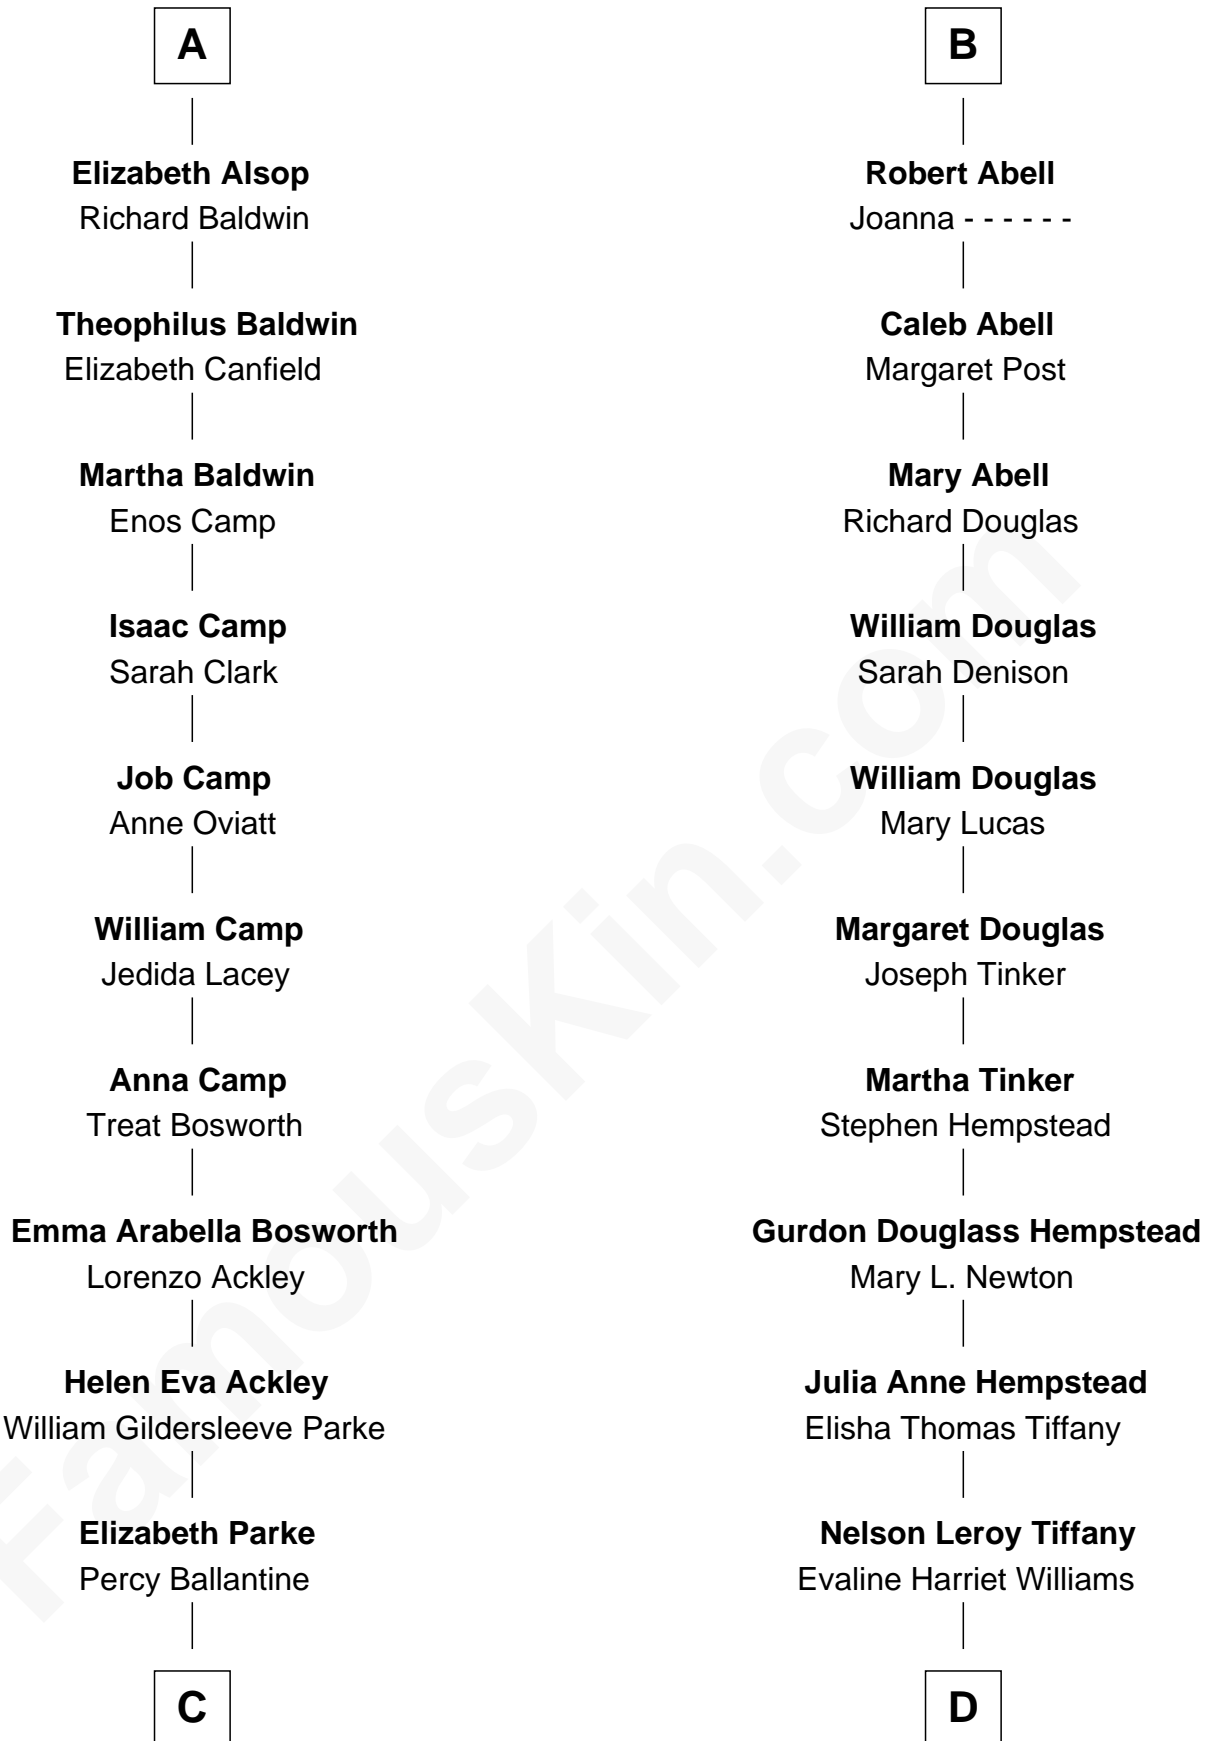 A
Elizabeth Alsop
Richard Baldwin
Theophilus Baldwin
Elizabeth Canfield
Martha Baldwin
Enos Camp
Isaac Camp
Sarah Clark
Job Camp
Anne Oviatt
William Camp
Jedida Lacey
Anna Camp
Treat Bosworth
Emma Arabella Bosworth
Lorenzo Ackley
Helen Eva Ackley
William Gildersleeve Parke
Elizabeth Parke
Percy Ballantine
C
B
Robert Abell
Joanna - - - - - -
Caleb Abell
Margaret Post
Mary Abell
Richard Douglas
William Douglas
Sarah Denison
William Douglas
Mary Lucas
Margaret Douglas
Joseph Tinker
Martha Tinker
Stephen Hempstead
Gurdon Douglass Hempstead
Mary L. Newton
Julia Anne Hempstead
Elisha Thomas Tiffany
Nelson Leroy Tiffany
Evaline Harriet Williams
D
FamousKin.com